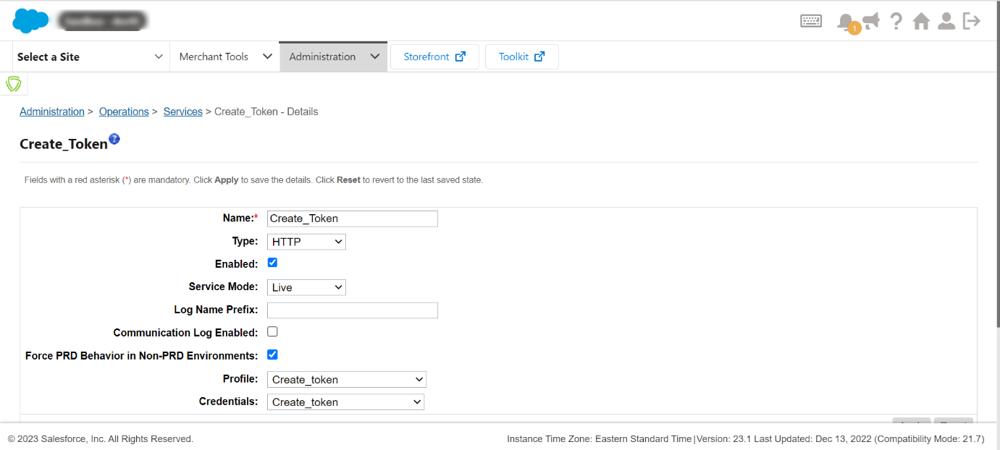 1
Select a Site
Merchant Tools
Administration
Storefront
Toolkit
Administration > Operations > Services > Create_Token - Details
Create_Token
Fields with a red asterisk (*) are mandatory. Click Apply to save the details. Click Reset to revert to the last saved state.
Name:* Create_Token
Type: HTTP
Enabled:
Service Mode: Live
Log Name Prefix:
Communication Log Enabled:
Force PRD Behavior in Non-PRD Environments:
Profile: Create_token
Credentials: Create_token
© 2023 Salesforce, Inc. All Rights Reserved.
Instance Time Zone: Eastern Standard Time|Version: 23.1 Last Updated: Dec 13, 2022 (Compatibility Mode: 21.7)